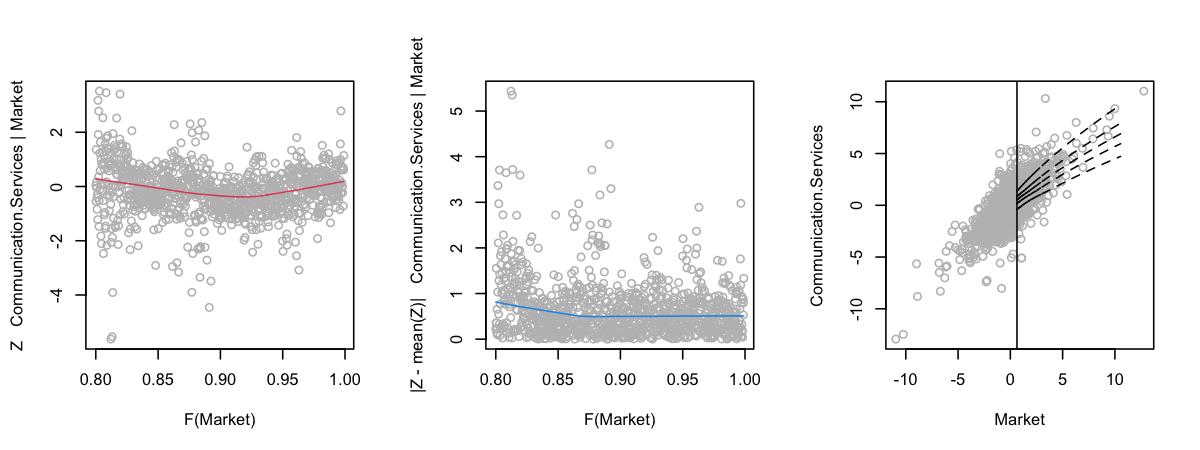 Z   Communication.Services | Market
2
0
-2
-4
0.80 0.85 0.90 0.95 1.00
F(Market)
|Z - mean(Z)|   Communication.Services | Market
5
4
3
2
1
0
0.80 0.85 0.90 0.95 1.00
F(Market)
Communication.Services
10
5
0
-5
-10
-10 -5 0 5 10
Market